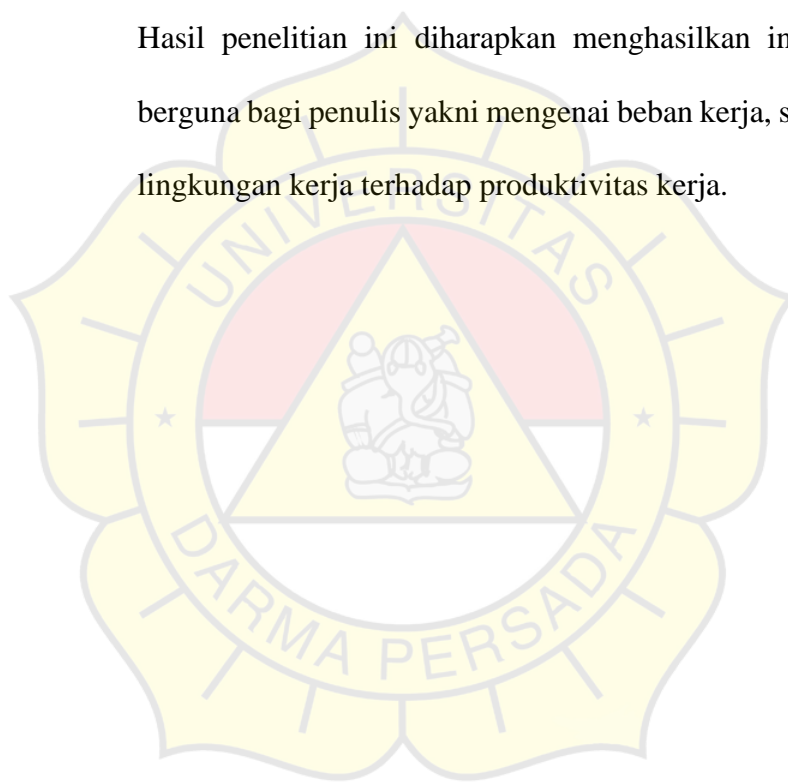 Hasil penelitian ini diharapkan menghasilkan
berguna bagi penulis yakni mengenai beban kerja,
lingkungan kerja terhadap produktivitas kerja.
UNIVERSITAS
DARMA PERSADA